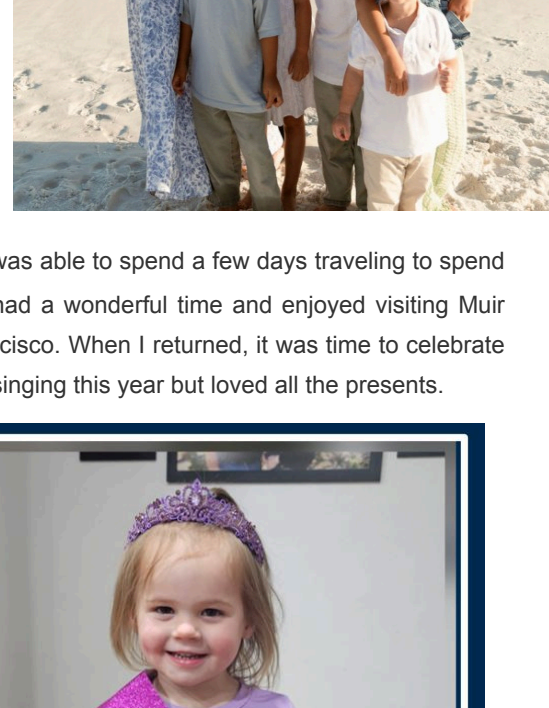 was able to spend a few days traveling to spend
had a wonderful time and enjoyed visiting Muir
cisco. When I returned, it was time to celebrate
singing this year but loved all the presents.